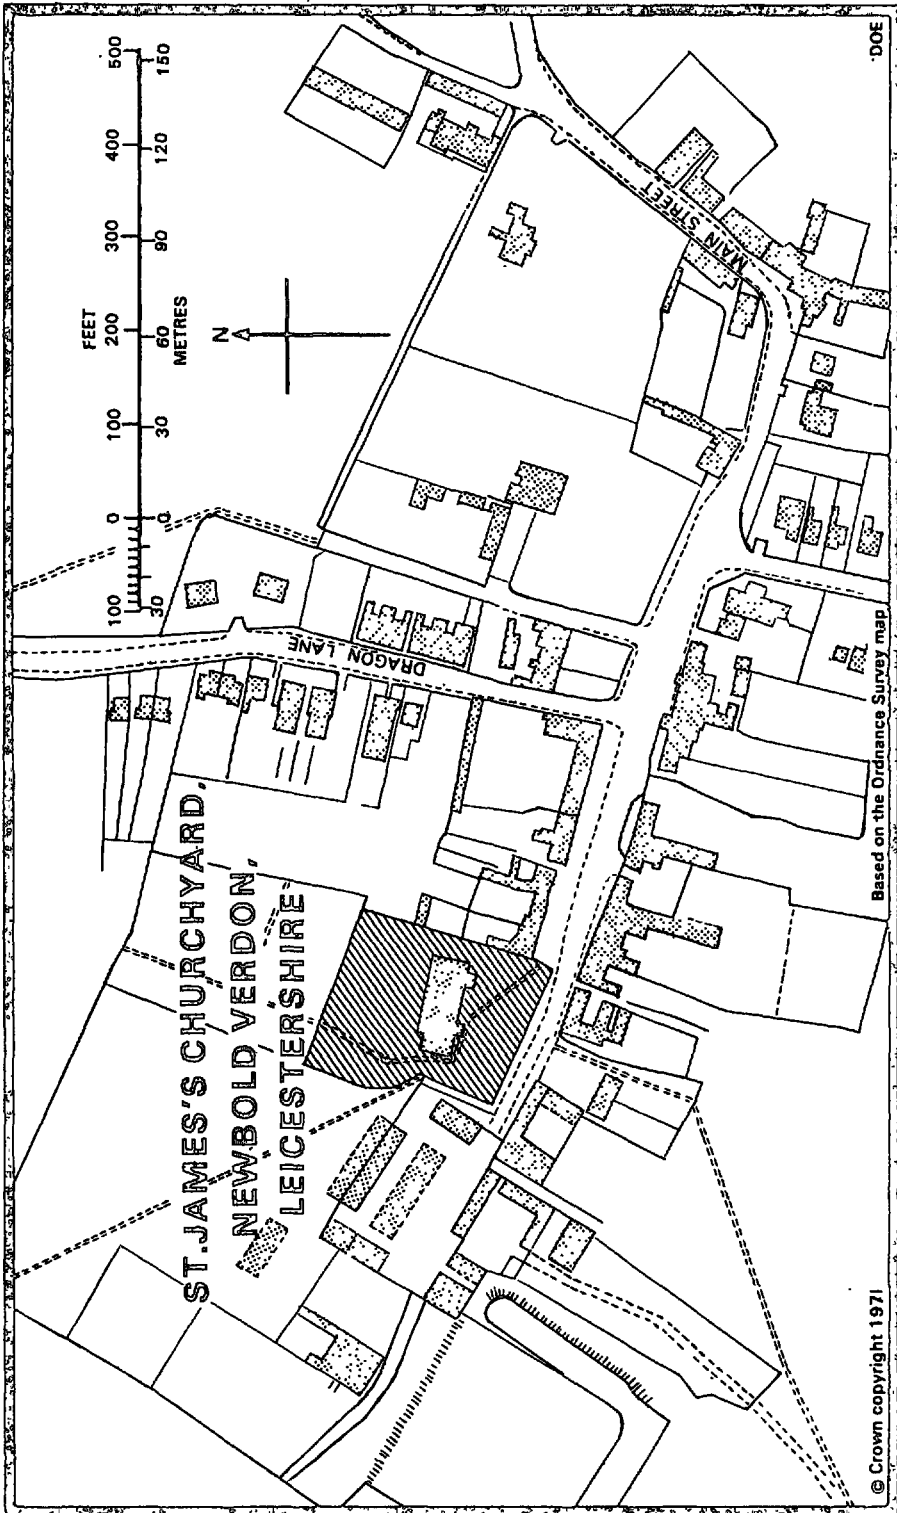 ST. JAMES'S CHURCHYARD,
NEWBOLD VERDON,
LEICESTERSHIRE
FEET
100 0 100 200 300 400 500
30 0 30 60 90 120 150
METRES
N
DRAGON LANE
MAIN STREET
© Crown copyright 1971
Based on the Ordnance Survey map
DOE